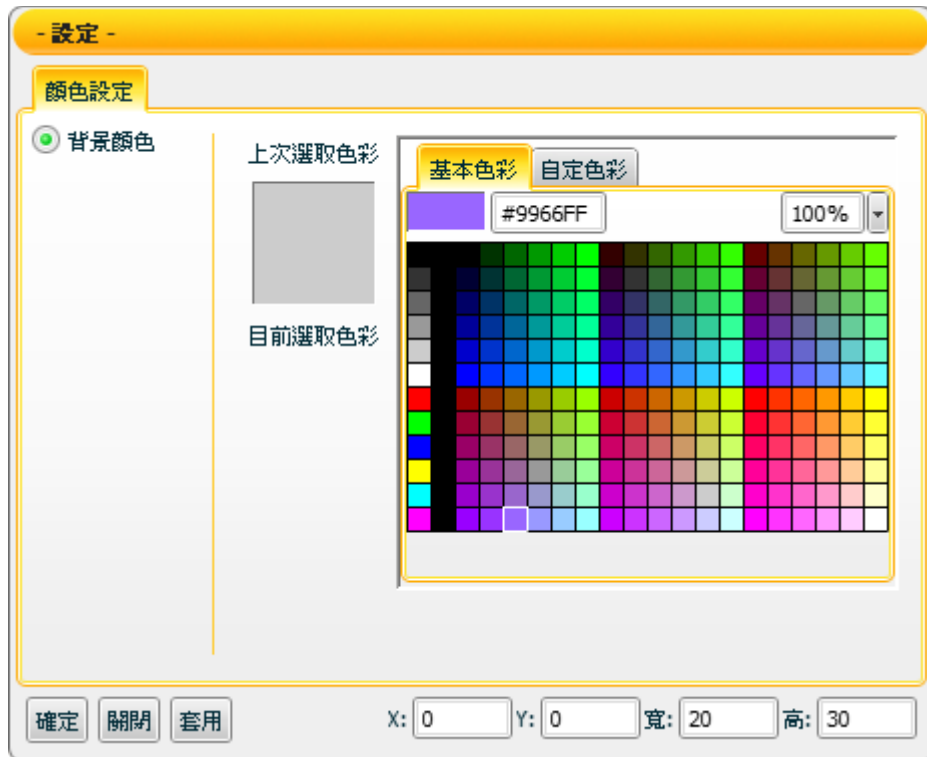 - 設定 -
顏色設定
背景顏色
上次選取色彩
目前選取色彩
基本色彩 自定色彩
#9966FF 100%
確定 關閉 套用 X: 0 Y: 0 寬: 20 高: 30